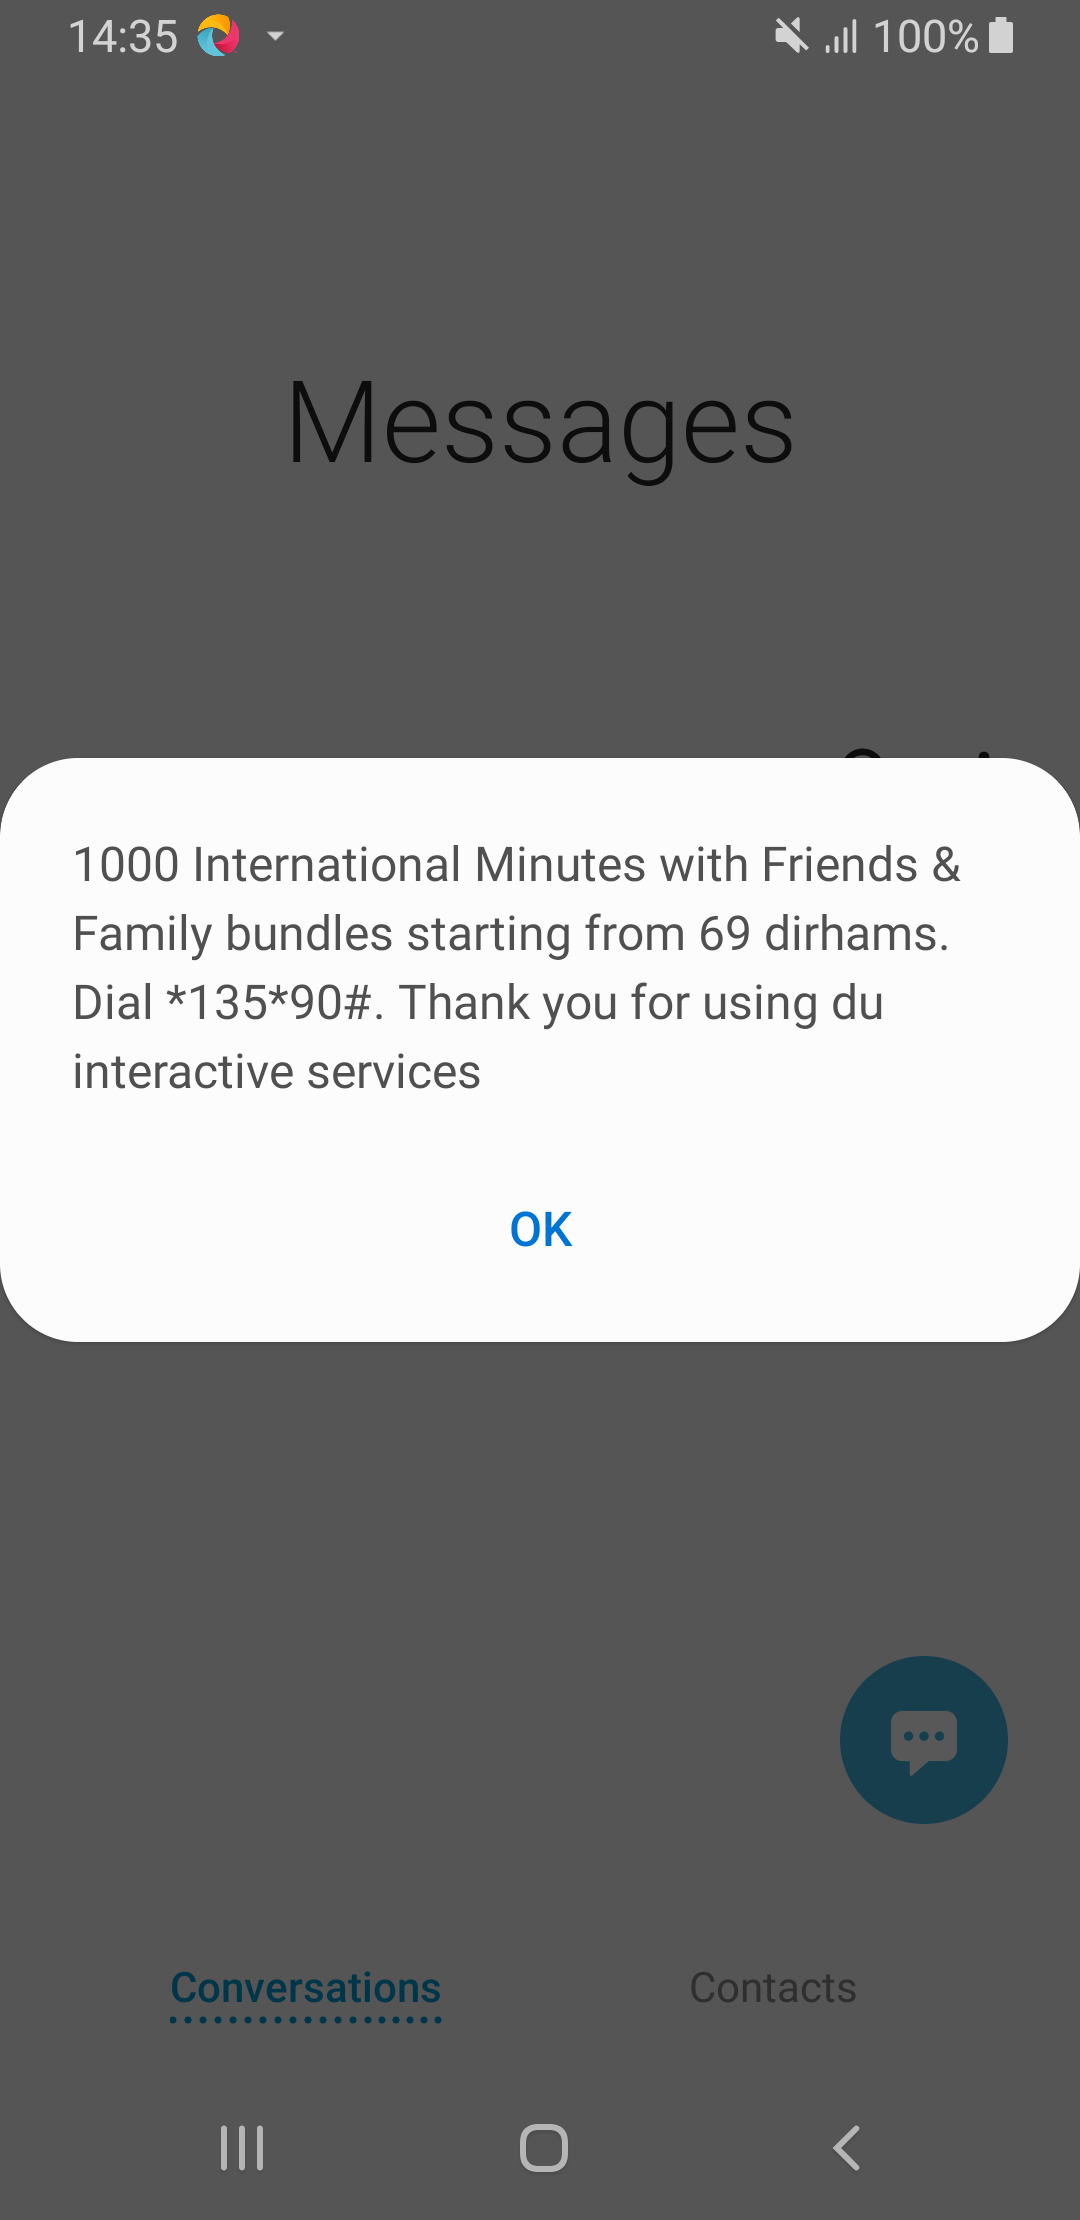 14:35
100%
Messages
1000 International Minutes with Friends &
Family bundles starting from 69 dirhams.
Dial *135*90#. Thank you for using du
interactive services
OK
Conversations
Contacts